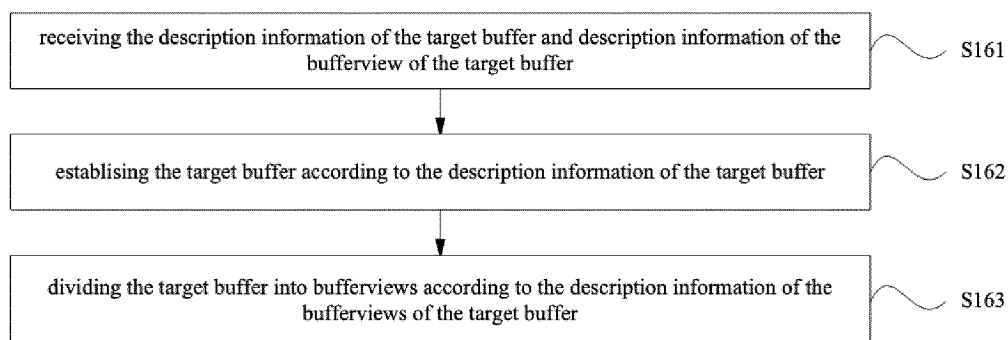 receiving the description information of the target buffer and description information of the
bufferview of the target buffer
S161
establising the target buffer according to the description information of the target buffer
S162
dividing the target buffer into bufferviews according to the description information of the
bufferviews of the target buffer
S163